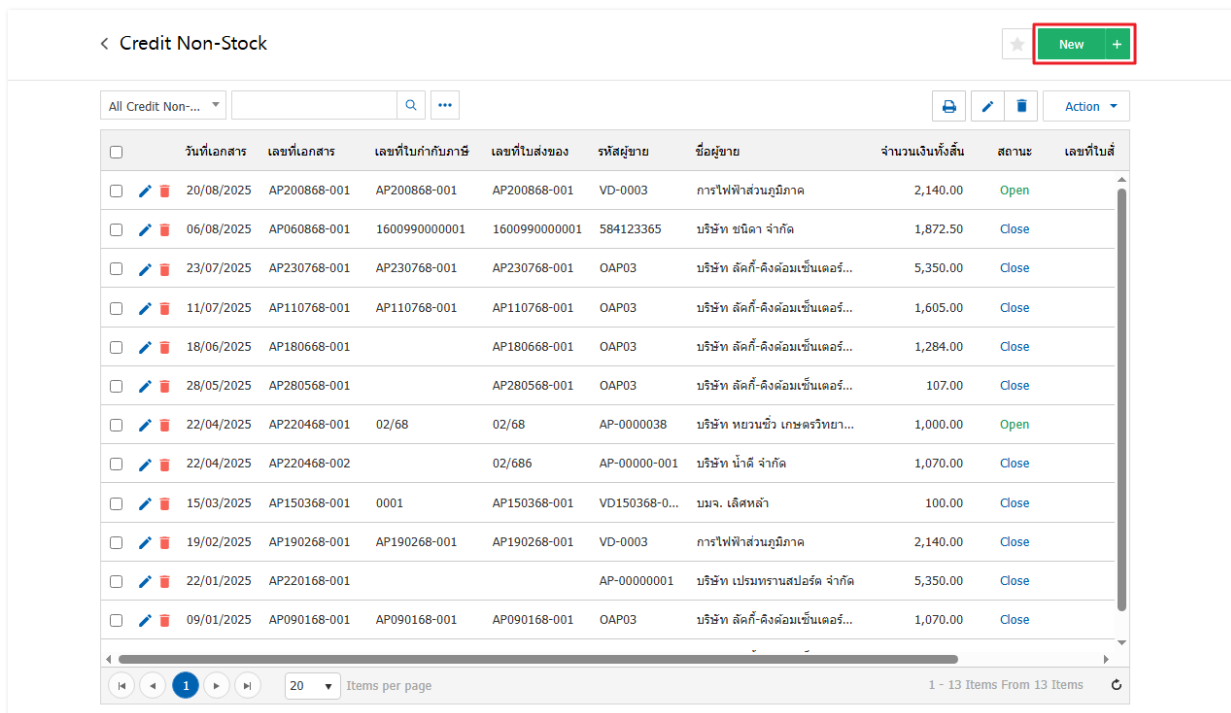 Credit Non-Stock
New +
All Credit Non-...
Action
วันที่เอกสาร เลขที่เอกสาร เลขที่ใบกำกับภาษี เลขที่ใบส่งของ รหัสผู้ขาย ชื่อผู้ขาย จำนวนเงินทั้งสิ้น สถานะ เลขที่ใบสั่
20/08/2025 AP200868-001 AP200868-001 AP200868-001 VD-0003 การไฟฟ้าส่วนภูมิภาค 2,140.00 Open
06/08/2025 AP060868-001 1600990000001 1600990000001 584123365 บริษัท ชนิดา จำกัด 1,872.50 Close
23/07/2025 AP230768-001 AP230768-001 AP230768-001 OAP03 บริษัท ลัคกี้-คิงด้อมเซ็นเตอร์... 5,350.00 Close
11/07/2025 AP110768-001 AP110768-001 AP110768-001 OAP03 บริษัท ลัคกี้-คิงด้อมเซ็นเตอร์... 1,605.00 Close
18/06/2025 AP180668-001 AP180668-001 OAP03 บริษัท ลัคกี้-คิงด้อมเซ็นเตอร์... 1,284.00 Close
28/05/2025 AP280568-001 AP280568-001 OAP03 บริษัท ลัคกี้-คิงด้อมเซ็นเตอร์... 107.00 Close
22/04/2025 AP220468-001 02/68 02/68 AP-0000038 บริษัท หยวนชิ่ว เกษตรวิทยา... 1,000.00 Open
22/04/2025 AP220468-002 02/686 AP-00000-001 บริษัท น้ำดี จำกัด 1,070.00 Close
15/03/2025 AP150368-001 0001 AP150368-001 VD150368-0... บมจ. เลิศหล้า 100.00 Close
19/02/2025 AP190268-001 AP190268-001 AP190268-001 VD-0003 การไฟฟ้าส่วนภูมิภาค 2,140.00 Close
22/01/2025 AP220168-001 AP-00000001 บริษัท เปรมทรานสปอร์ต จำกัด 5,350.00 Close
09/01/2025 AP090168-001 AP090168-001 AP090168-001 OAP03 บริษัท ลัคกี้-คิงด้อมเซ็นเตอร์... 1,070.00 Close
1 20 Items per page 1 - 13 Items From 13 Items